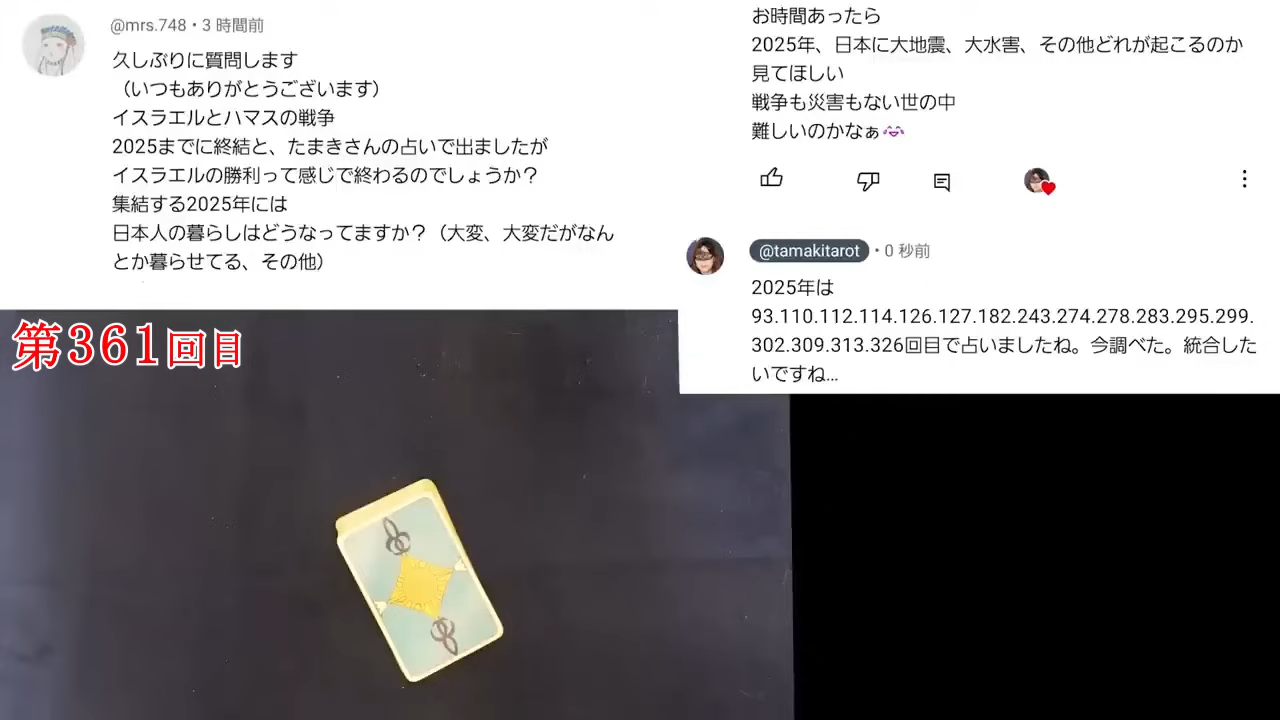 @mrs.748・3 時間前
久しぶりに質問します
（いつもありがとうございます）
イスラエルとハマスの戦争
2025までに終結と、たまきさんの占いで出ましたが
イスラエルの勝利って感じで終わるのでしょうか？
集結する2025年には
日本人の暮らしはどうなってますか？（大変、大変だがなん
とか暮らせてる、その他）
お時間あったら
2025年、日本に大地震、大水害、その他どれが起こるのか
見てほしい
戦争も災害もない世の中
難しいのかなぁ😂
@tamakitarot・0 秒前
2025年は
93.110.112.114.126.127.182.243.274.278.283.295.299.
302.309.313.326回目で占いましたね。今調べた。統合した
いですね...
第361回目